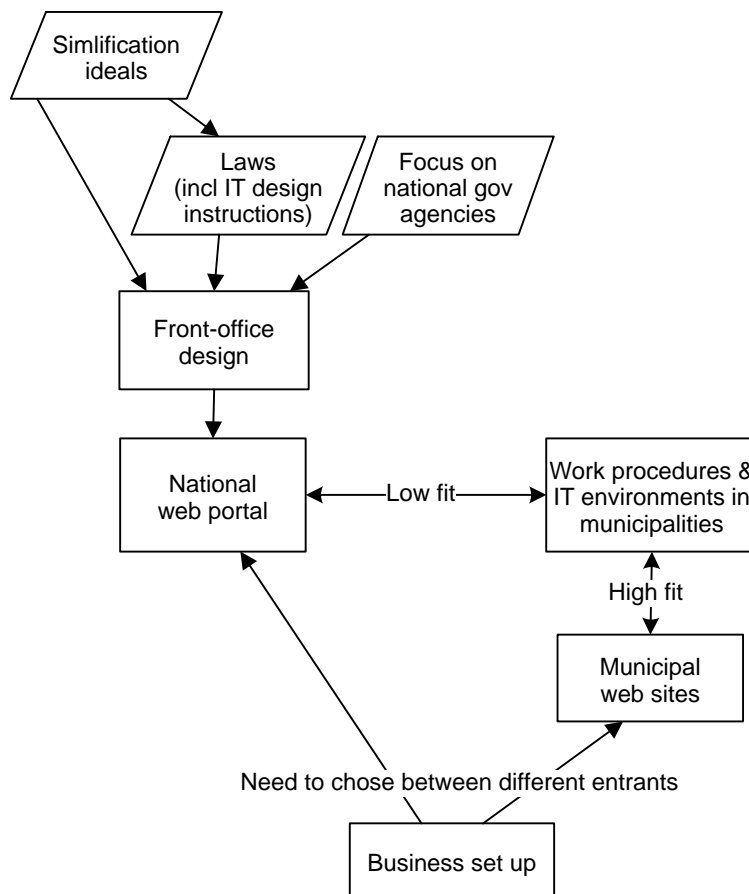 Simlification
ideals
Laws
(incl IT design
instructions)
Focus on
national gov
agencies
Front-office
design
National
web portal
Low fit
Work procedures &
IT environments in
municipalities
High fit
Municipal
web sites
Need to chose between different entrants
Business set up